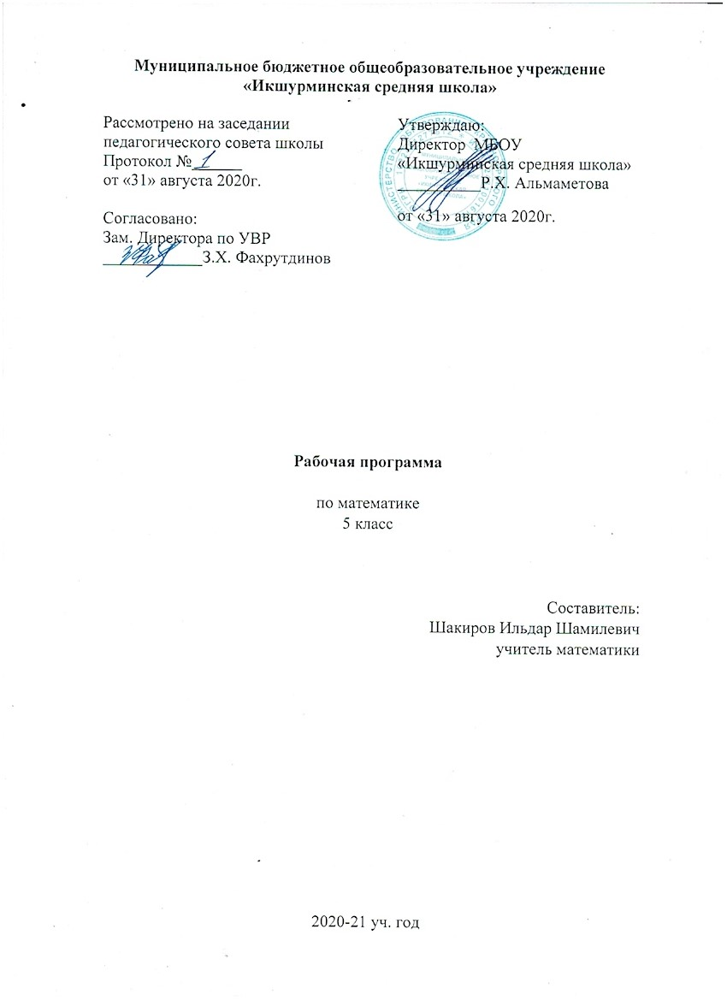 Муниципальное бюджетное общеобразовательное учреждение
«Икшурминская средняя школа»
Рассмотрено на заседании
педагогического совета школы
Протокол № 1
от «31» августа 2020г.
Согласовано:
Зам. Директора по УВР
____________З.Х. Фахрутдинов
Утверждаю:
Директор МБОУ
«Икшурминская средняя школа»
__________Р.Х. Альмаметова
от «31» августа 2020г.
Рабочая программа
по математике
5 класс
Составитель:
Шакиров Ильдар Шамилевич
учитель математики
2020-21 уч. год